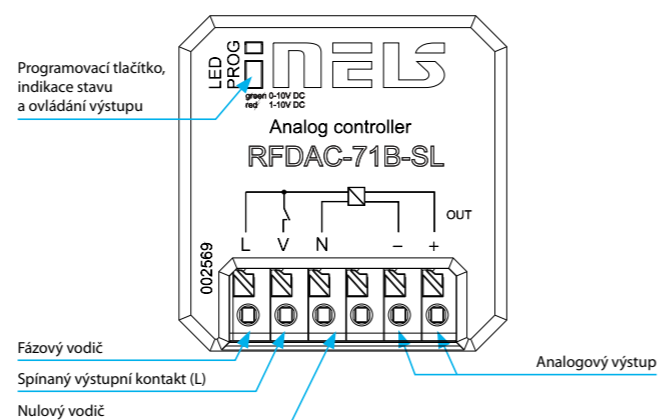 Programovací tlačítko,
indikace stavu
a ovládání výstupu
LED
PROG
INELS
green 0-10V DC
red 1-10V DC
Analog controller
RFDAC-71B-SL
OUT
L V N – +
002569
Fázový vodič
Spínaný výstupní kontakt (L)
Nulový vodič
Analogový výstup